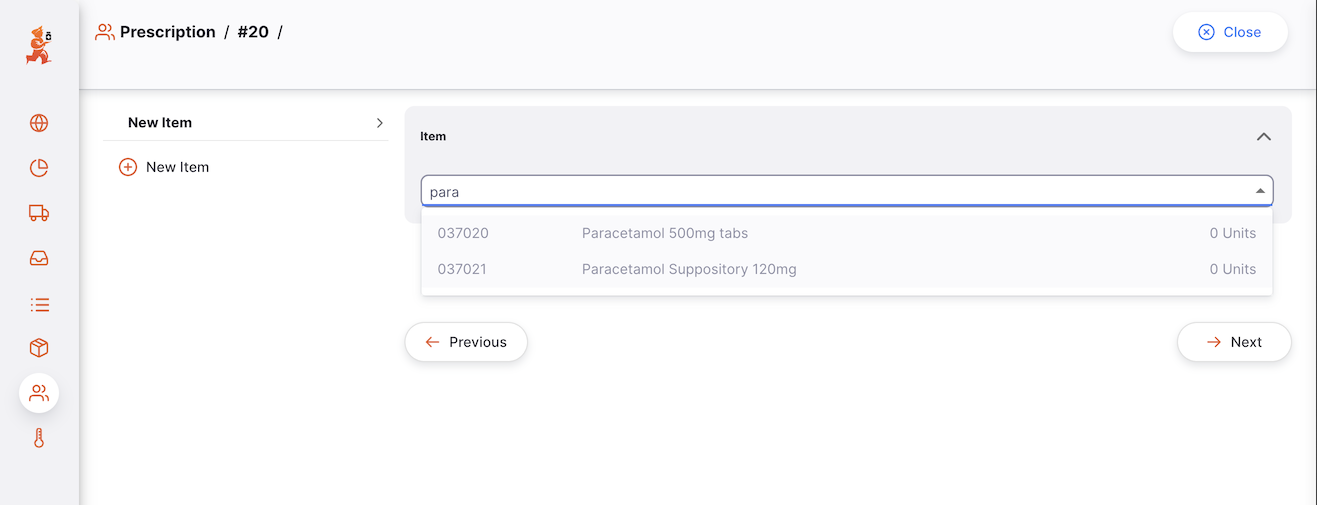 Prescription / #20 /
Close
New Item
New Item
Item
para
037020 Paracetamol 500mg tabs 0 Units
037021 Paracetamol Suppository 120mg 0 Units
Previous
Next